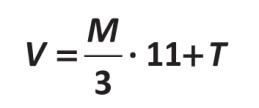 V = M/3 · 11+T